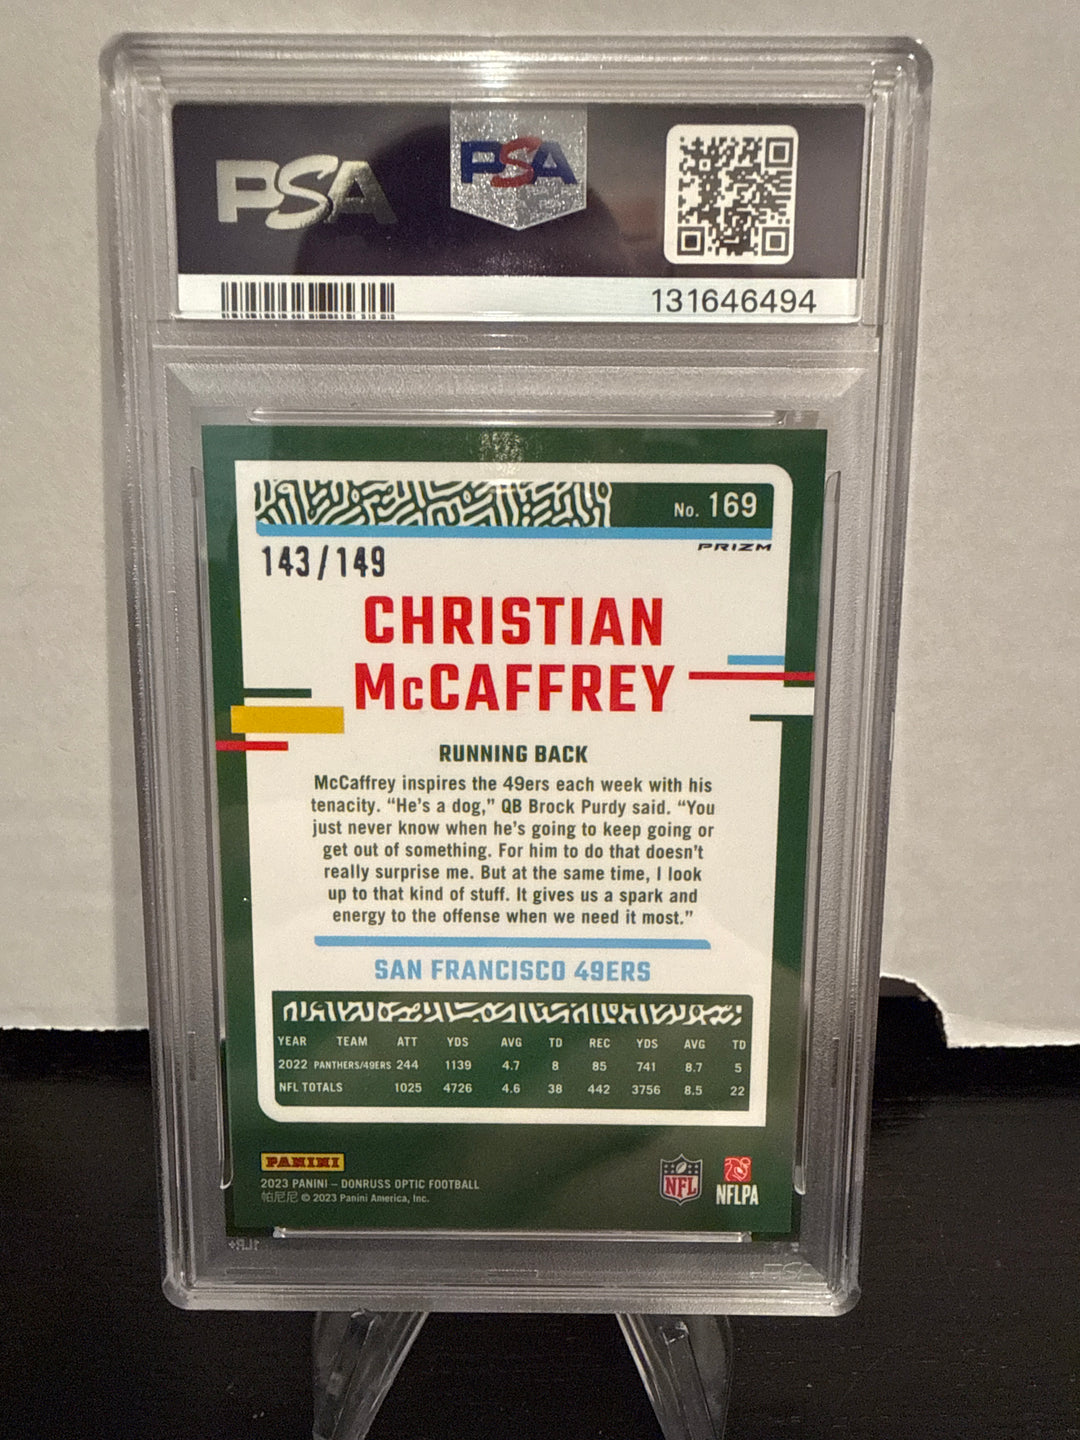 PSA
PSA
131646494
No. 169
PRIZM
143/149
CHRISTIAN
McCAFFREY
RUNNING BACK
McCaffrey inspires the 49ers each week with his
tenacity. “He’s a dog,” QB Brock Purdy said. “You
just never know when he’s going to keep going or
get out of something. For him to do that doesn’t
really surprise me. But at the same time, I look
up to that kind of stuff. It gives us a spark and
energy to the offense when we need it most.”
SAN FRANCISCO 49ERS
YEAR TEAM ATT YDS AVG TD REC YDS AVG TD
2022 PANTHERS/49ERS 244 1139 4.7 8 85 741 8.7 5
NFL TOTALS 1025 4726 4.6 38 442 3756 8.5 22
PANINI
2023 PANINI – DONRUSS OPTIC FOOTBALL
帕尼尼 © 2023 Panini America, Inc.
NFL
NFLPA